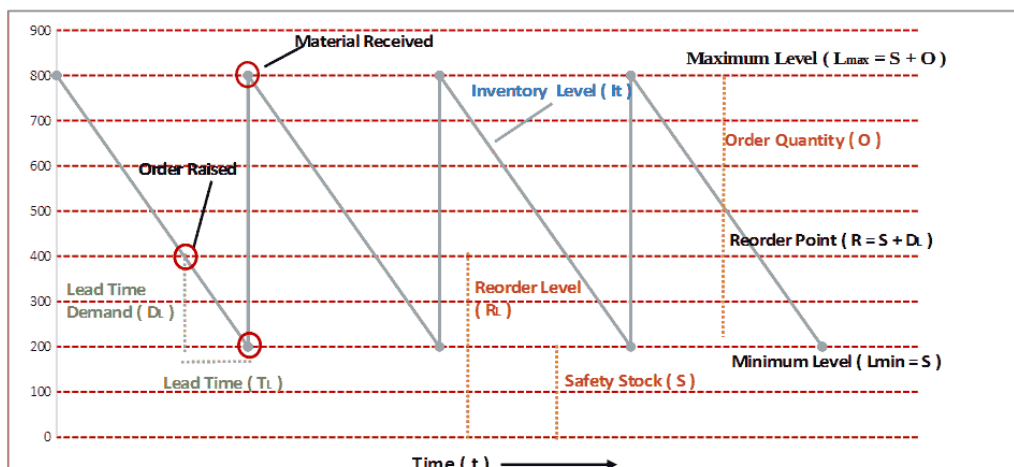 900
Material Received
Maximum Level ( Lmax = S + O )
800
Inventory Level ( It )
700
Order Quantity ( O )
600
Order Raised
500
Reorder Point ( R = S + DL )
400
Lead Time
Demand ( DL )
Reorder Level
( RL )
300
200
Minimum Level ( Lmin = S )
Lead Time ( TL )
Safety Stock ( S )
100
0
Time ( t )